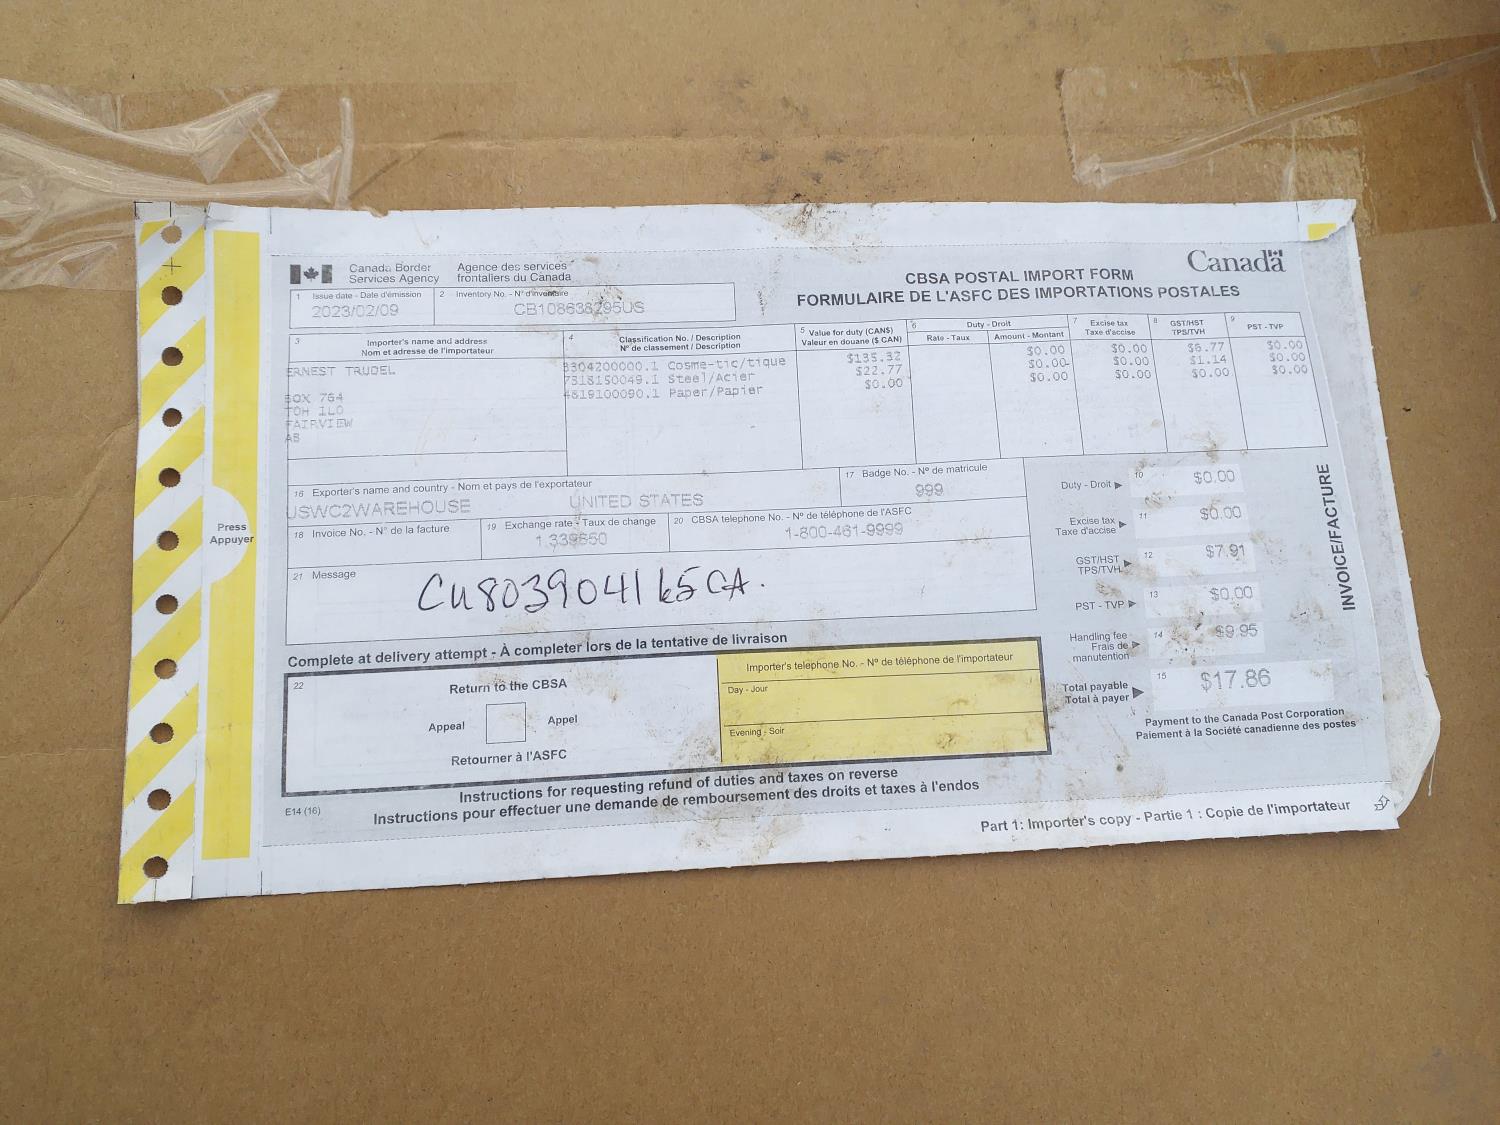 Canada Border Services Agency
Agence des services frontaliers du Canada
Canada
CBSA POSTAL IMPORT FORM
FORMULAIRE DE L'ASFC DES IMPORTATIONS POSTALES
1 Issue date - Date d'émission
2023/02/09
2 Inventory No. - N° d'inventaire
CB108638295US
3 Importer's name and address
Nom et adresse de l'importateur
ERNEST TRUDEL
BOX 764
T0H 1L0
FAIRVIEW
AB
4 Classification No. / Description
N° de classement / Description
3304200000.1 Cosme-tic/tique
7318150049.1 Steel/Acier
4819100090.1 Paper/Papier
5 Value for duty (CAN$)
Valeur en douane ($ CAN)
$135.32
$22.77
$0.00
6 Duty - Droit
Rate - Taux
Amount - Montant
$0.00
$0.00
$0.00
7 Excise tax
Taxe d'accise
$0.00
$0.00
$0.00
8 GST/HST
TPS/TVH
$6.77
$1.14
$0.00
9 PST - TVP
$0.00
$0.00
$0.00
16 Exporter's name and country - Nom et pays de l'exportateur
USWC2WAREHOUSE UNITED STATES
17 Badge No. - N° de matricule
999
18 Invoice No. - N° de la facture
19 Exchange rate - Taux de change
1.339650
20 CBSA telephone No. - N° de téléphone de l'ASFC
1-800-461-9999
21 Message
CU803904165CA.
Duty - Droit
10 $0.00
Excise tax
Taxe d'accise
11 $0.00
GST/HST
TPS/TVH
12 $7.91
PST - TVP
13 $0.00
Handling fee
Frais de manutention
14 $9.95
Total payable
Total à payer
15 $17.86
Payment to the Canada Post Corporation
Paiement à la Société canadienne des postes
INVOICE/FACTURE
Press
Appuyer
Complete at delivery attempt - À completer lors de la tentative de livraison
22
Return to the CBSA
Appeal Appel
Retourner à l'ASFC
Importer's telephone No. - N° de téléphone de l'importateur
Day - Jour
Evening - Soir
Instructions for requesting refund of duties and taxes on reverse
Instructions pour effectuer une demande de remboursement des droits et taxes à l'endos
E14 (16)
Part 1: Importer's copy - Partie 1 : Copie de l'importateur